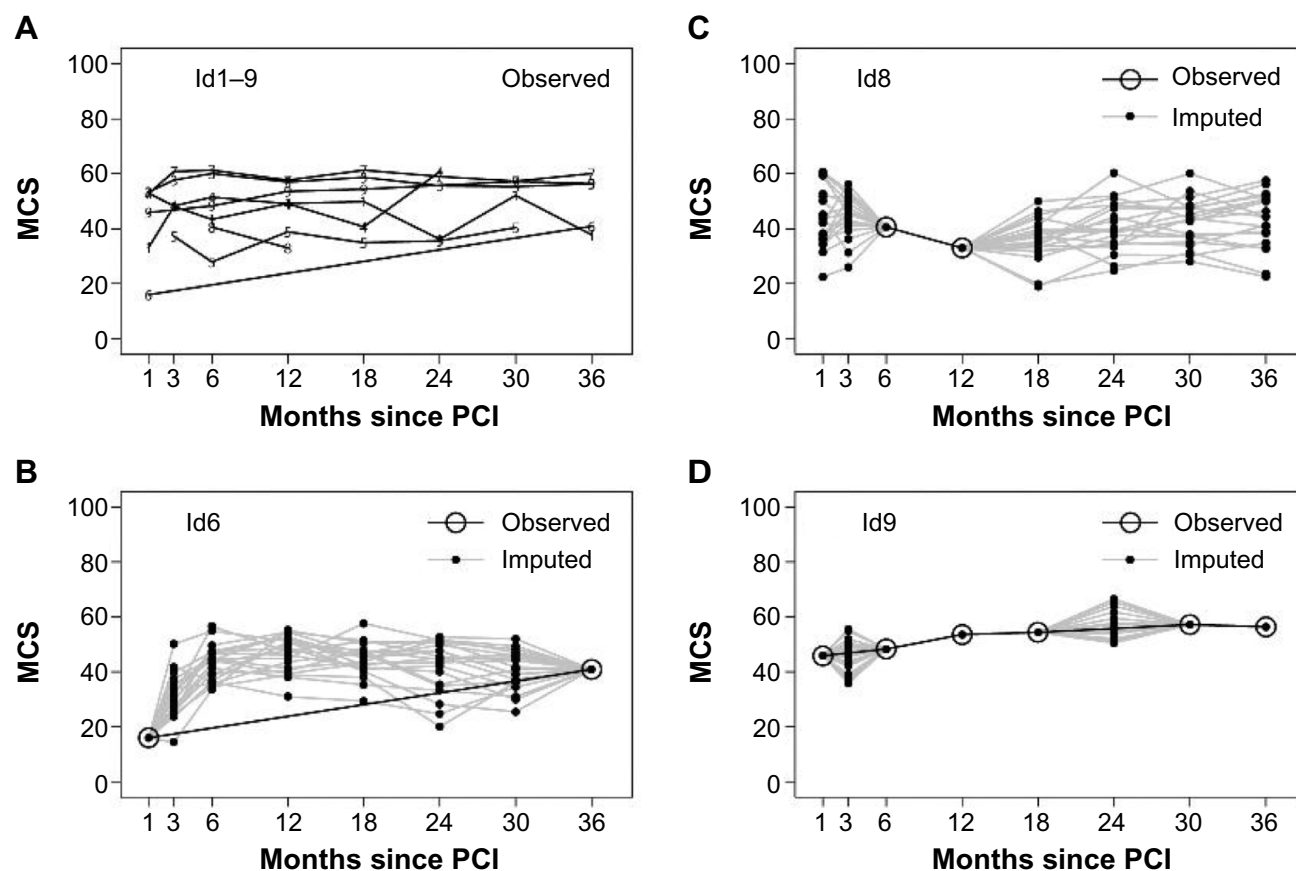 A
100
80
60
40
20
0
MCS
Id1–9
Observed
1 3 6 12 18 24 30 36
Months since PCI
C
100
80
60
40
20
0
MCS
Id8
Observed
Imputed
1 3 6 12 18 24 30 36
Months since PCI
B
100
80
60
40
20
0
MCS
Id6
Observed
Imputed
1 3 6 12 18 24 30 36
Months since PCI
D
100
80
60
40
20
0
MCS
Id9
Observed
Imputed
1 3 6 12 18 24 30 36
Months since PCI